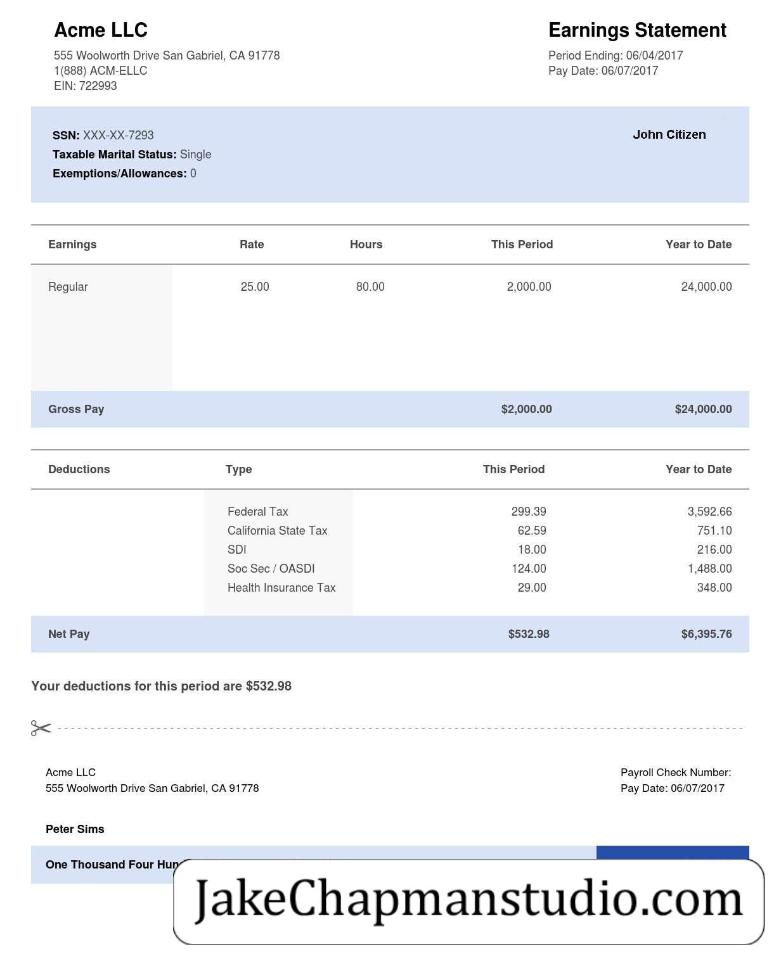 Acme LLC
555 Woolworth Drive San Gabriel, CA 91778
1(888) ACM-ELLC
EIN: 722993
Earnings Statement
Period Ending: 06/04/2017
Pay Date: 06/07/2017
SSN: XXX-XX-7293
Taxable Marital Status: Single
Exemptions/Allowances: 0
John Citizen
Earnings Rate Hours This Period Year to Date
Regular 25.00 80.00 2,000.00 24,000.00
Gross Pay $2,000.00 $24,000.00
Deductions Type This Period Year to Date
Federal Tax 299.39 3,592.66
California State Tax 62.59 751.10
SDI 18.00 216.00
Soc Sec / OASDI 124.00 1,488.00
Health Insurance Tax 29.00 348.00
Net Pay $532.98 $6,395.76
Your deductions for this period are $532.98
Acme LLC
555 Woolworth Drive San Gabriel, CA 91778
Payroll Check Number:
Pay Date: 06/07/2017
Peter Sims
One Thousand Four Hun
JakeChapmanstudio.com